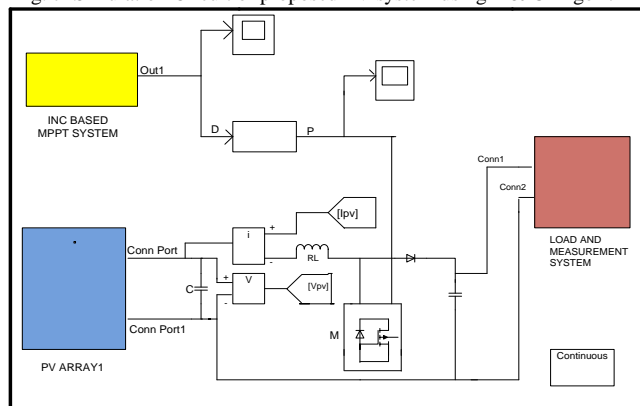 Out1
INC BASED
MPPT SYSTEM
D
P
Conn1
Conn2
LOAD AND
MEASUREMENT
SYSTEM
Conn Port
i
+
-
[Ipv]
RL
C
+
-
V
[Vpv]
M
Conn Port1
PV ARRAY1
Continuous